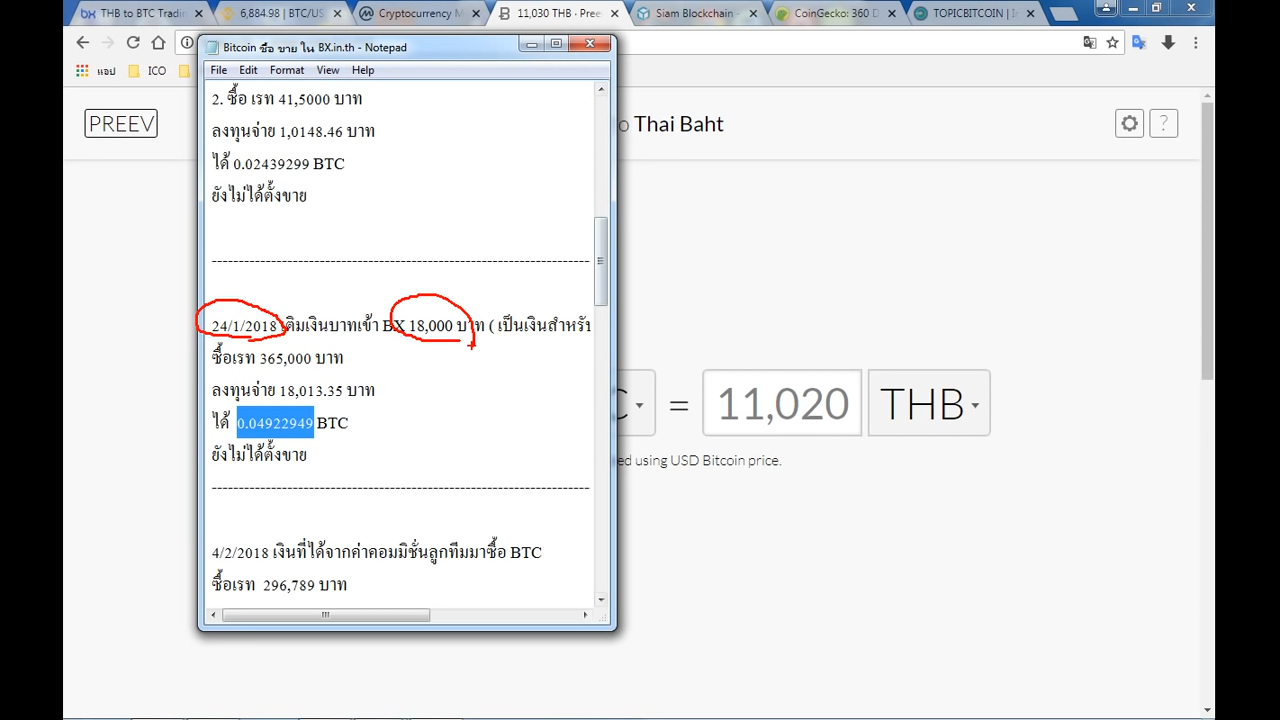 THB to BTC Tradin
6,884.98 | BTC/US
Cryptocurrency M
11,030 THB · Pree
Siam Blockchain -
CoinGecko: 360 D
TOPICBITCOIN | I
แอป
ICO
Bitcoin ซื้อ ขาย ใน BX.in.th - Notepad
File Edit Format View Help
2. ซื้อ เรท 41,5000 บาท
ลงทุนจ่าย 1,0148.46 บาท
ได้ 0.02439299 BTC
ยังไม่ได้ตั้งขาย
--------------------------------------------------------------------
24/1/2018 เติมเงินบาทเข้า BX 18,000 บาท ( เป็นเงินสำหรับ
ซื้อเรท 365,000 บาท
ลงทุนจ่าย 18,013.35 บาท
ได้ 0.04922949 BTC
ยังไม่ได้ตั้งขาย
--------------------------------------------------------------------
4/2/2018 เงินที่ได้จากค่าคอมมิชั่นลูกทีมมาซื้อ BTC
ซื้อเรท 296,789 บาท
PREEV
o Thai Baht
?
C = 11,020 THB
ed using USD Bitcoin price.